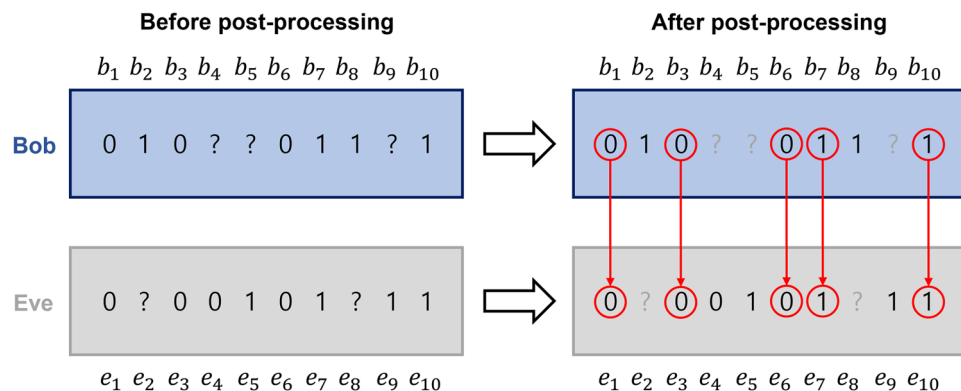 Before post-processing
After post-processing
b₁ b₂ b₃ b₄ b₅ b₆ b₇ b₈ b₉ b₁₀
b₁ b₂ b₃ b₄ b₅ b₆ b₇ b₈ b₉ b₁₀
Bob
0 1 0 ? ? 0 1 1 ? 1
0 1 0 ? ? 0 1 1 ? 1
Eve
0 ? 0 0 1 0 1 ? 1 1
0 ? 0 0 1 0 1 ? 1 1
e₁ e₂ e₃ e₄ e₅ e₆ e₇ e₈ e₉ e₁₀
e₁ e₂ e₃ e₄ e₅ e₆ e₇ e₈ e₉ e₁₀